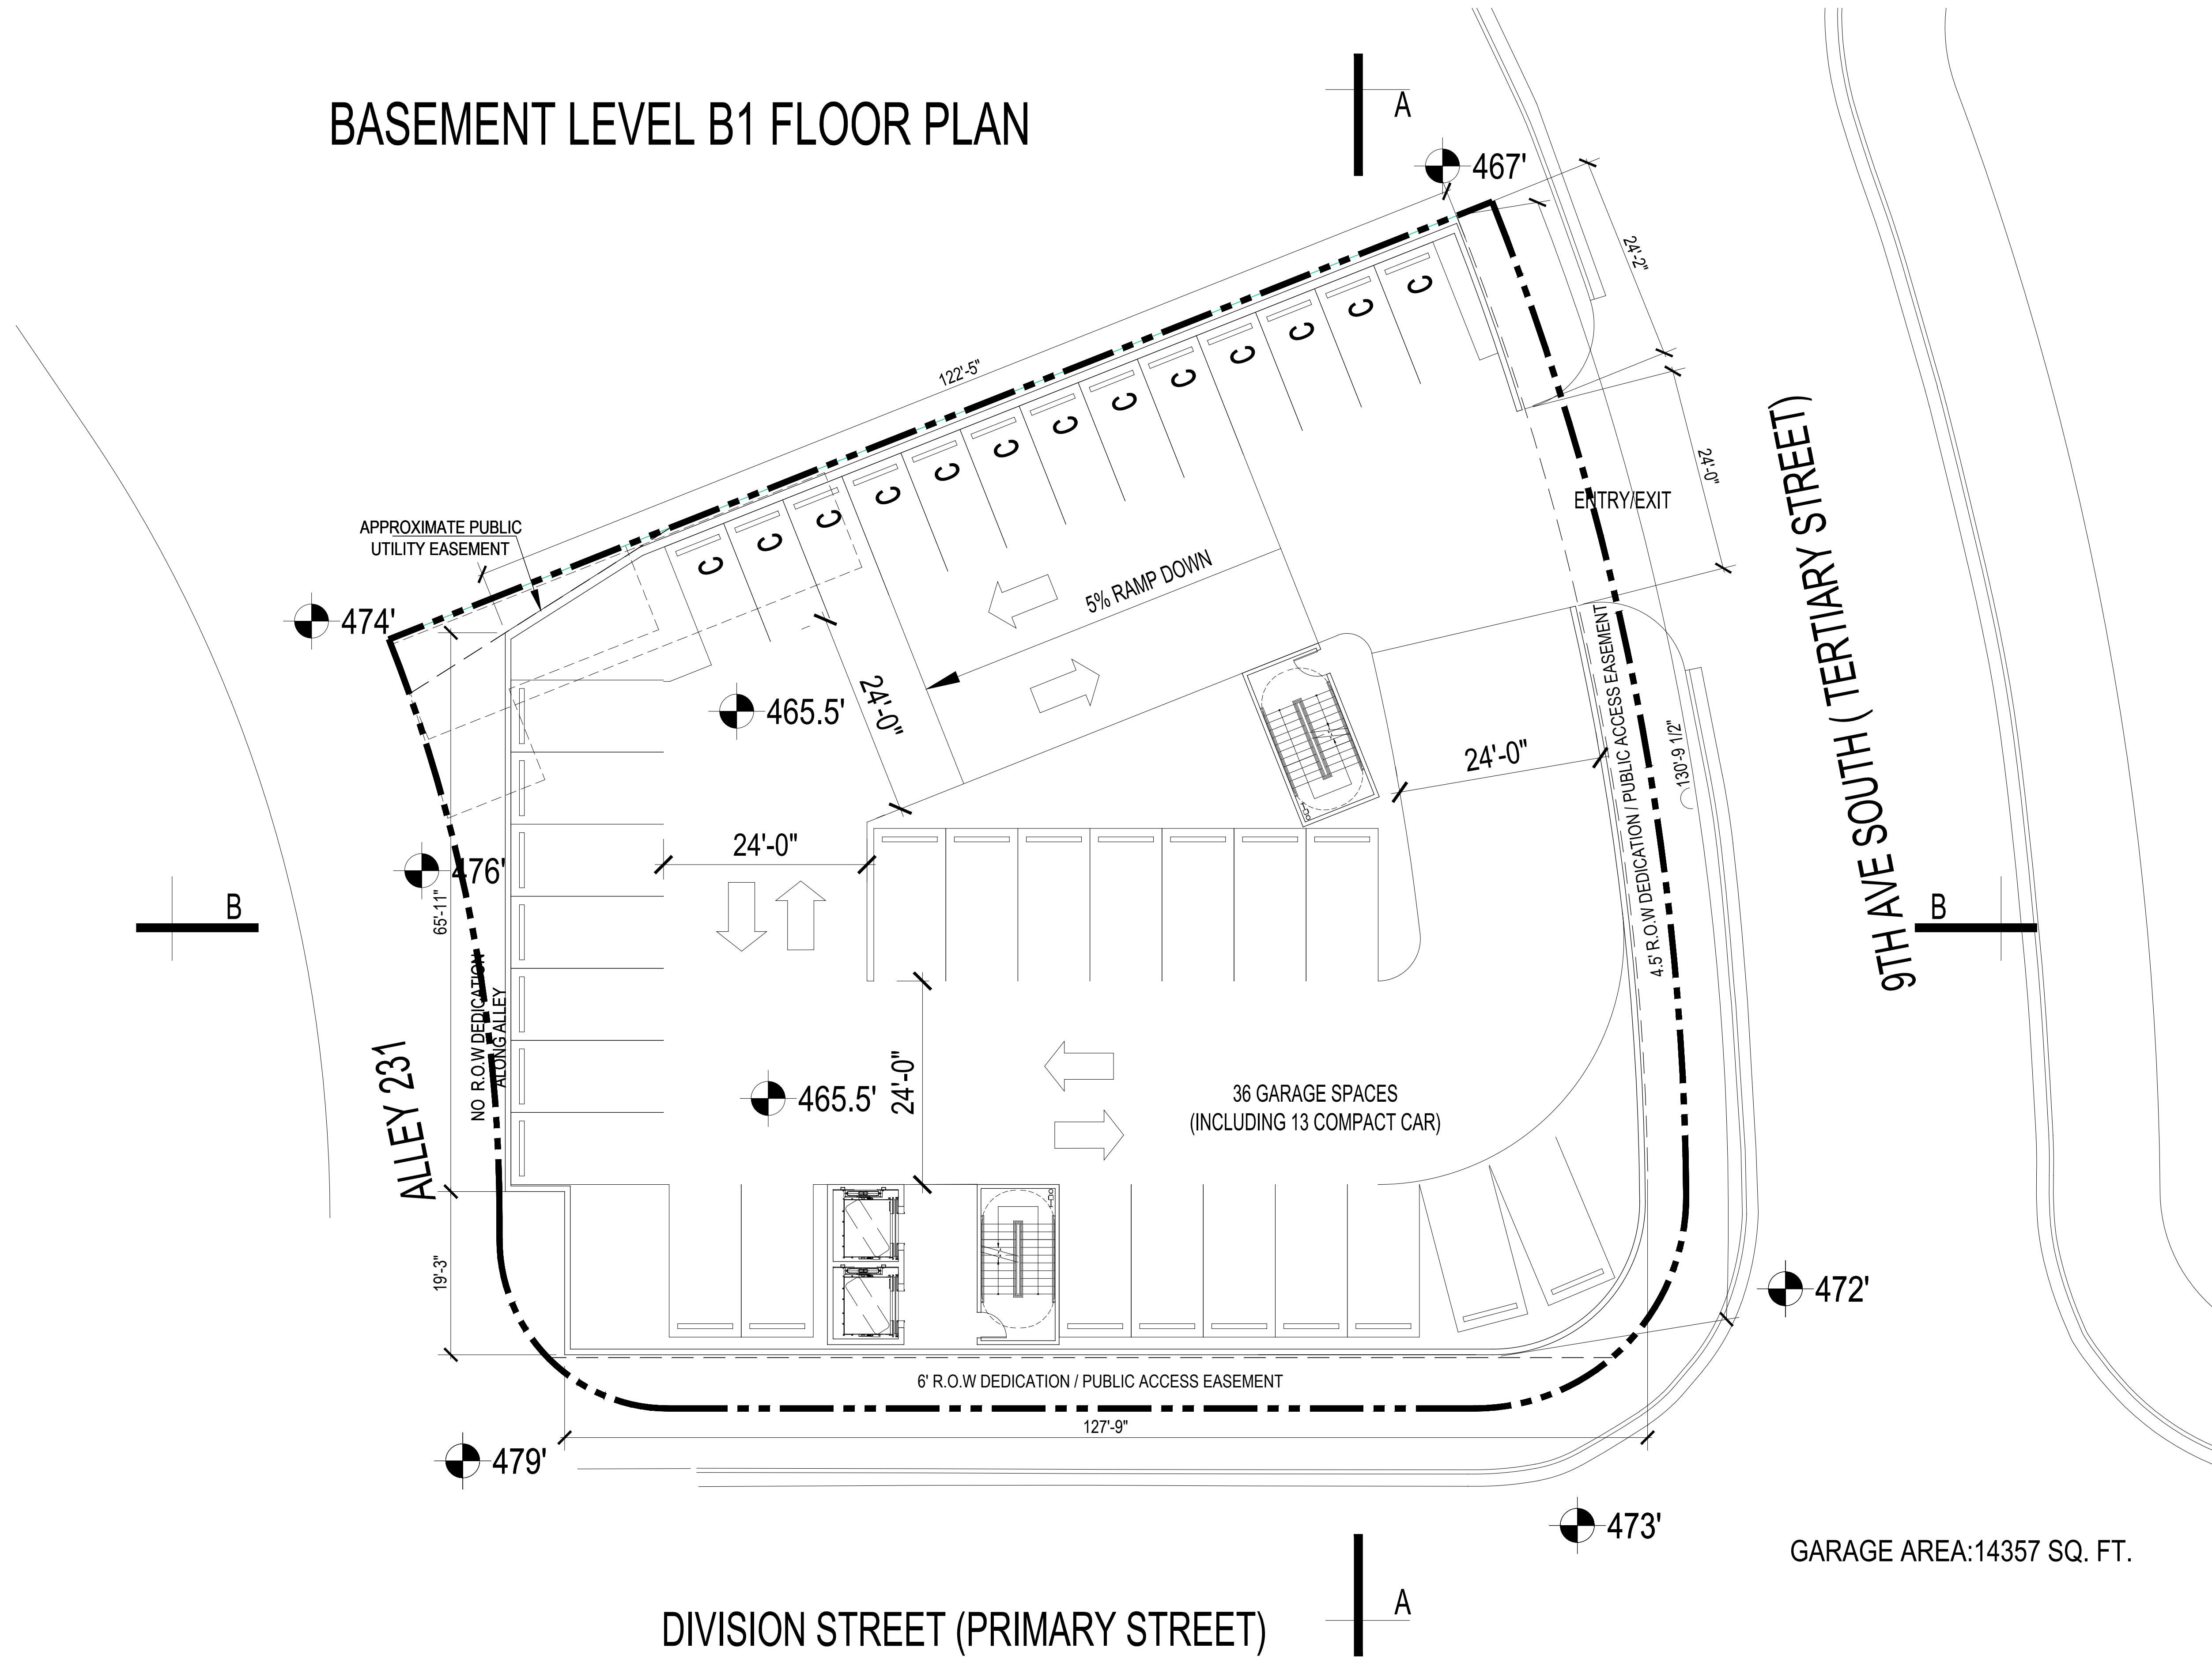 BASEMENT LEVEL B1 FLOOR PLAN
A
467'
24'-2"
122'-5"
C
C
C
C
C
C
C
C
C
C
C
C
C
24'-0"
ENTRY/EXIT
APPROXIMATE PUBLIC
UTILITY EASEMENT
474'
5% RAMP DOWN
465.5'
24'-0"
24'-0"
4.5' R.O.W DEDICATION / PUBLIC ACCESS EASEMENT
130'-9 1/2"
9TH AVE SOUTH ( TERTIARY STREET)
24'-0"
476'
65'-11"
B
B
NO R.O.W DEDICATION
ALONG ALLEY
ALLEY 231
465.5'
24'-0"
36 GARAGE SPACES
(INCLUDING 13 COMPACT CAR)
19'-3"
472'
6' R.O.W DEDICATION / PUBLIC ACCESS EASEMENT
127'-9"
479'
473'
GARAGE AREA:14357 SQ. FT.
A
DIVISION STREET (PRIMARY STREET)